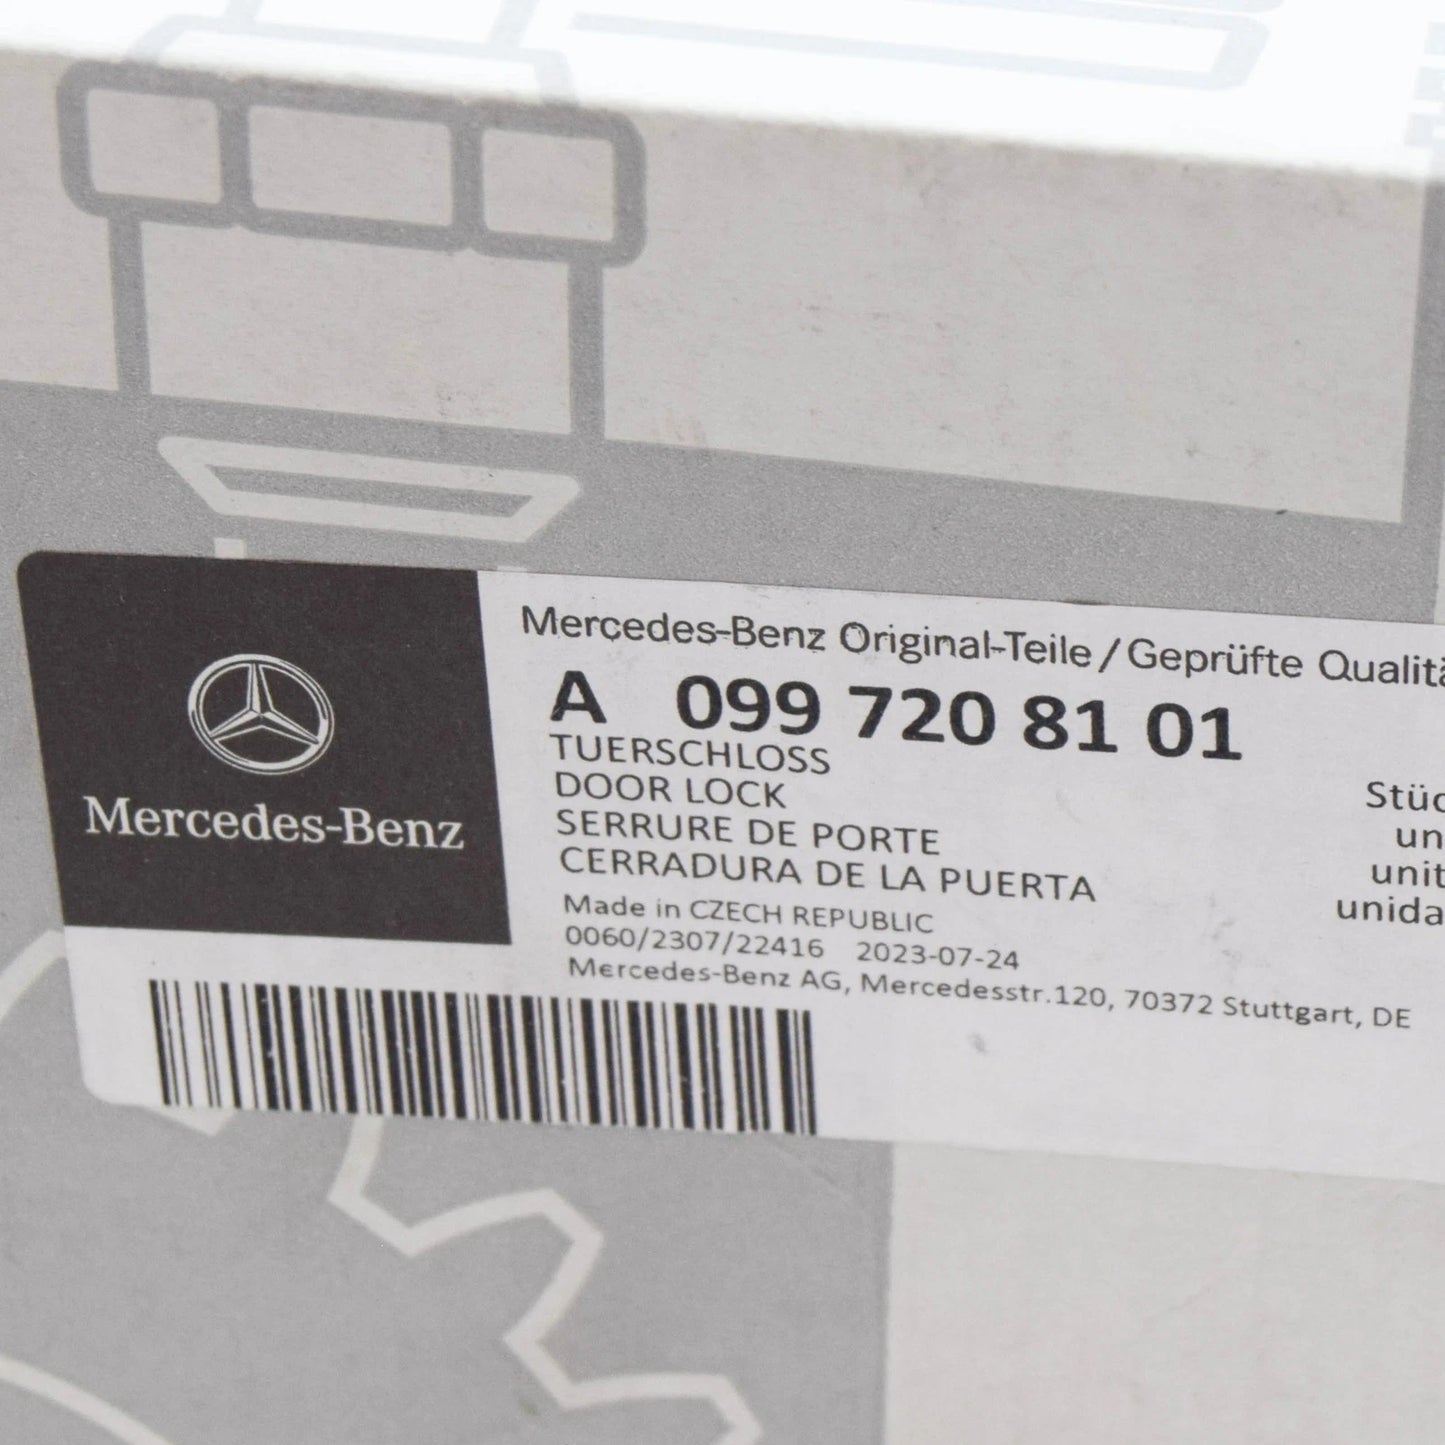 Mercedes-Benz Original-Teile / Geprüfte
A 099 720 81 01
TUERSCHLOSS
DOOR LOCK
SERRURE DE PORTE
CERRADURA DE LA PUERTA
Made in CZECH REPUBLIC
0060/2307/22416 2023-07-24
Mercedes-Benz AG, Mercedesstr.120, 70372 Stuttgart, DE
Mercedes-Benz